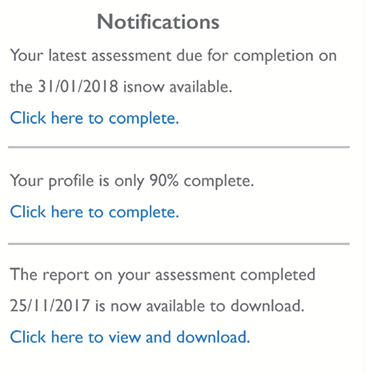 Notifications
Your latest assessment due for completion on
the 31/01/2018 isnow available.
Click here to complete.
Your profile is only 90% complete.
Click here to complete.
The report on your assessment completed
25/11/2017 is now available to download.
Click here to view and download.